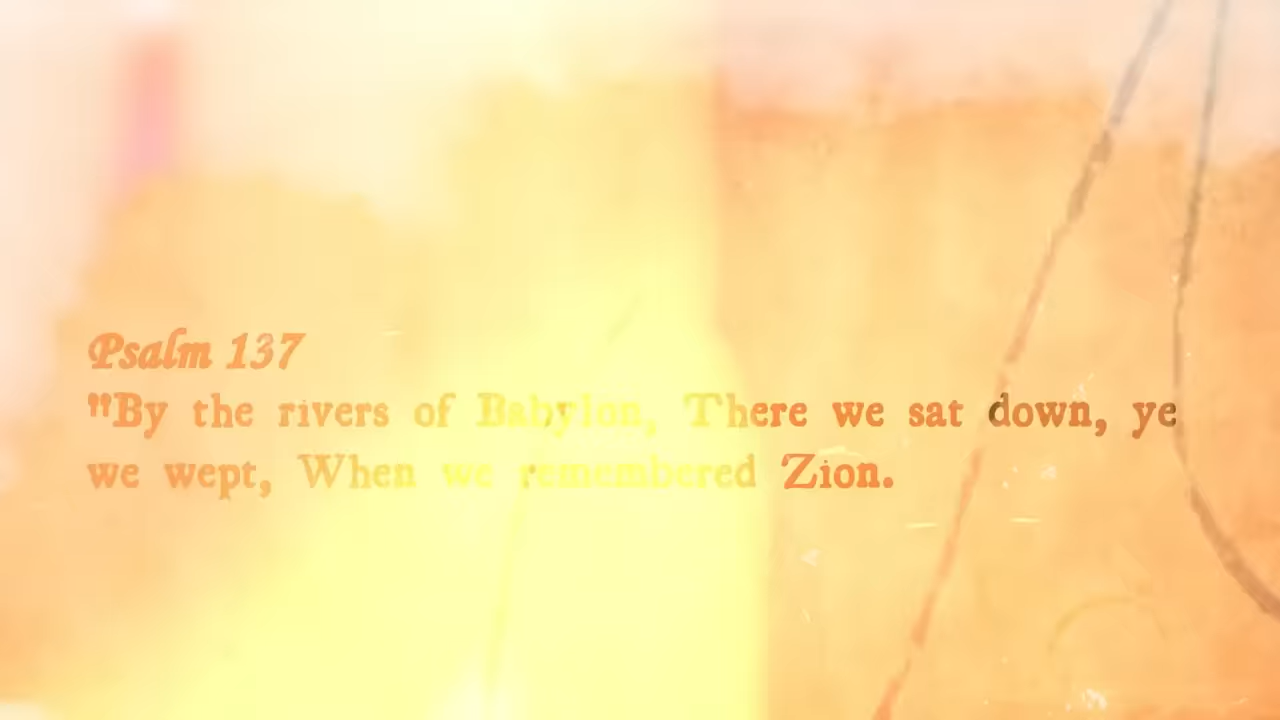 Psalm 137
"By the rivers of Babylon, There we sat down, ye
we wept, When we remembered Zion.